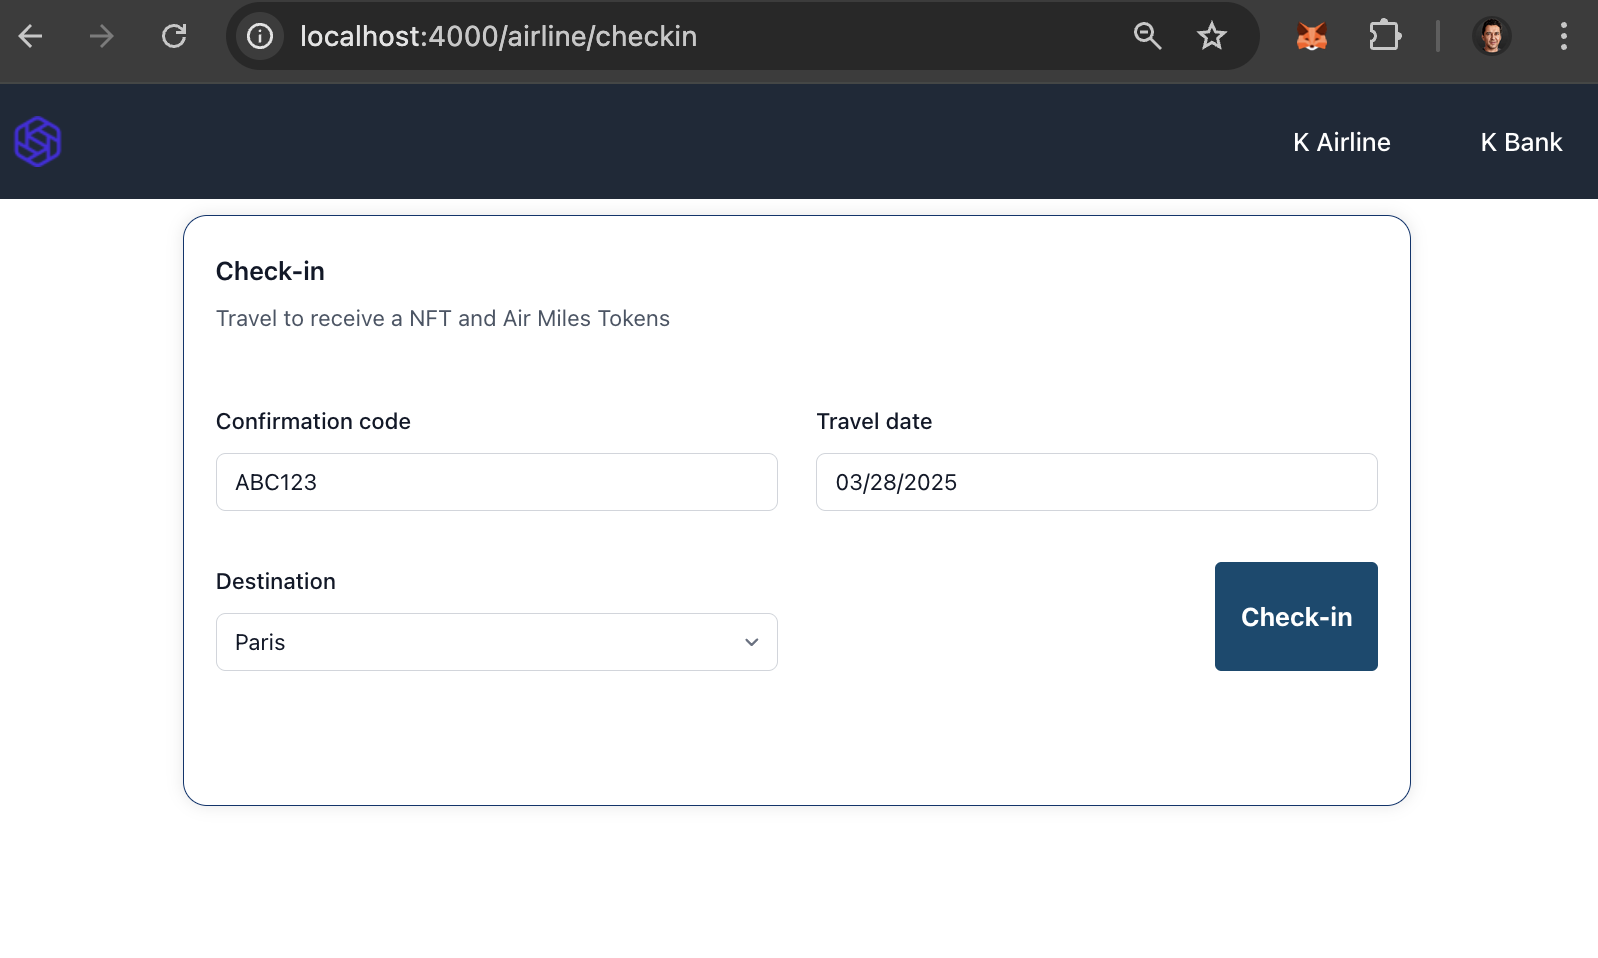 localhost:4000/airline/checkin
K Airline K Bank
Check-in
Travel to receive a NFT and Air Miles Tokens
Confirmation code
ABC123
Travel date
03/28/2025
Destination
Paris
Check-in